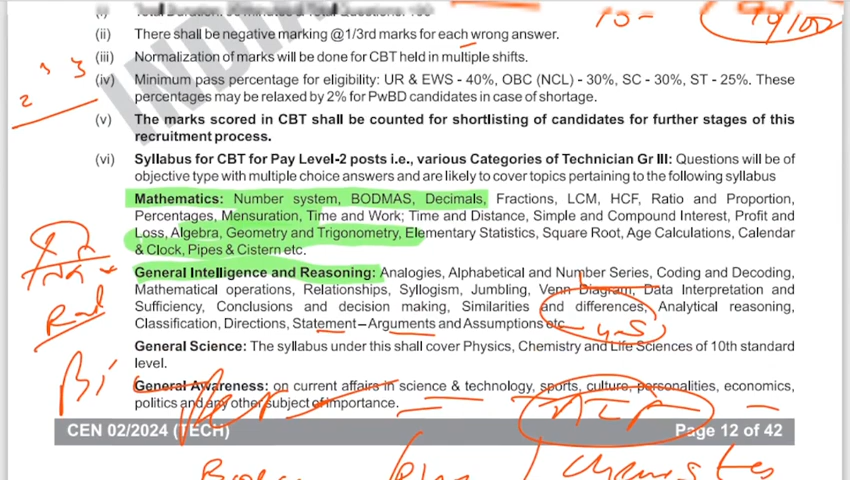 (i) Total Duration: 90 minutes & Total Questions: 100
10-
90/100
(ii) There shall be negative marking @1/3rd marks for each wrong answer.
(iii) Normalization of marks will be done for CBT held in multiple shifts.
(iv) Minimum pass percentage for eligibility: UR & EWS - 40%, OBC (NCL) - 30%, SC - 30%, ST - 25%. These
percentages may be relaxed by 2% for PwBD candidates in case of shortage.
(v) The marks scored in CBT shall be counted for shortlisting of candidates for further stages of this
recruitment process.
(vi) Syllabus for CBT for Pay Level-2 posts i.e., various Categories of Technician Gr III: Questions will be of
objective type with multiple choice answers and are likely to cover topics pertaining to the following syllabus
Mathematics: Number system, BODMAS, Decimals, Fractions, LCM, HCF, Ratio and Proportion,
Percentages, Mensuration, Time and Work; Time and Distance, Simple and Compound Interest, Profit and
Loss, Algebra, Geometry and Trigonometry, Elementary Statistics, Square Root, Age Calculations, Calendar
& Clock, Pipes & Cistern etc.
General Intelligence and Reasoning: Analogies, Alphabetical and Number Series, Coding and Decoding,
Mathematical operations, Relationships, Syllogism, Jumbling, Venn Diagram, Data Interpretation and
Sufficiency, Conclusions and decision making, Similarities and differences, Analytical reasoning,
Classification, Directions, Statement – Arguments and Assumptions etc.
General Science: The syllabus under this shall cover Physics, Chemistry and Life Sciences of 10th standard
level.
General Awareness: on current affairs in science & technology, sports, culture, personalities, economics,
politics and any other subject of importance.
CEN 02/2024 (TECH) Page 12 of 42